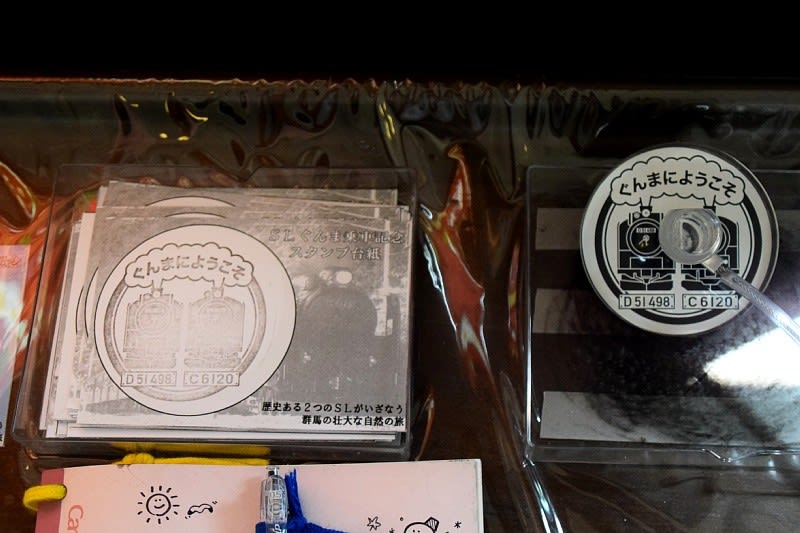 ＳＬぐんま乗車記念
スタンプ台紙
ぐんまにようこそ
D51498
C6120
歴史ある２つのＳＬがいざなう
群馬の壮大な自然の旅
ぐんまにようこそ
D51498
D51498
C6120